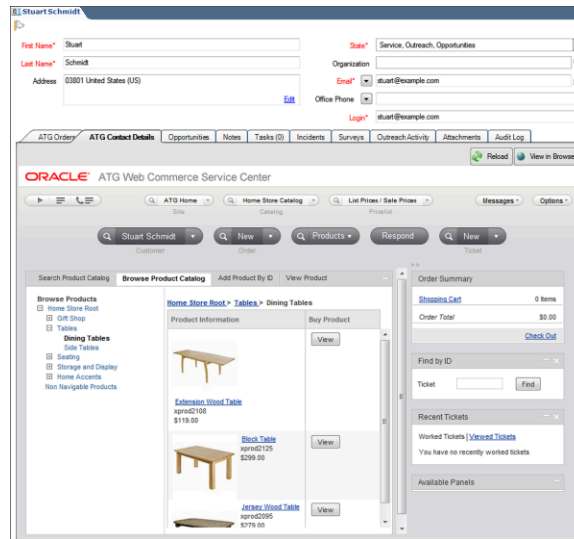 Stuart Schmidt
First Name* Stuart
State* Service, Outreach, Opportunities
Last Name* Schmidt
Organization
Address 03801 United States (US)
Email* stuart@example.com
Edit
Office Phone
Login* stuart@example.com
ATG Orders ATG Contact Details Opportunities Notes Tasks (0) Incidents Surveys Outreach Activity Attachments Audit Log
Reload View in Browse
ORACLE ATG Web Commerce Service Center
ATG Home Home Store Catalog List Prices / Sale Prices Messages Options
Site Catalog Pricelist
Stuart Schmidt New Products Respond New
Customer Order Ticket
Search Product Catalog Browse Product Catalog Add Product By ID View Product
Browse Products
Home Store Root
Gift Shop
Tables
Dining Tables
Side Tables
Seating
Storage and Display
Home Accents
Non Navigable Products
Home Store Root > Tables > Dining Tables
Product Information Buy Product
View
Extension Wood Table
xprod2108
$119.00
Block Table View
xprod2125
$299.00
Jersey Wood Table View
xprod2095
$279.00
Order Summary
Shopping Cart 0 Items
Order Total $0.00
Check Out
Find by ID
Ticket Find
Recent Tickets
Worked Tickets | Viewed Tickets
You have no recently worked tickets
Available Panels